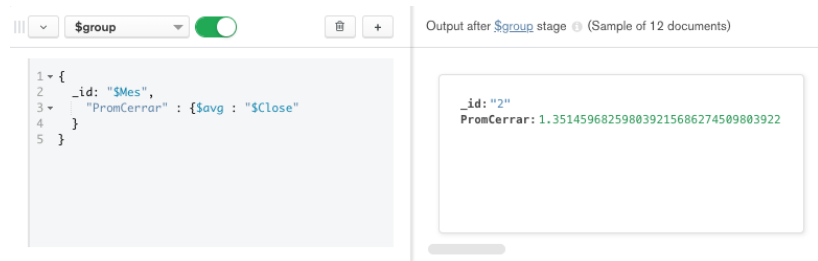 $group
Output after $group stage (Sample of 12 documents)
1 {
2 _id: "$Mes",
3 "PromCerrar" : {$avg : "$Close"
4 }
5 }
_id: "2"
PromCerrar: 1.3514596825980392156862745098039​22